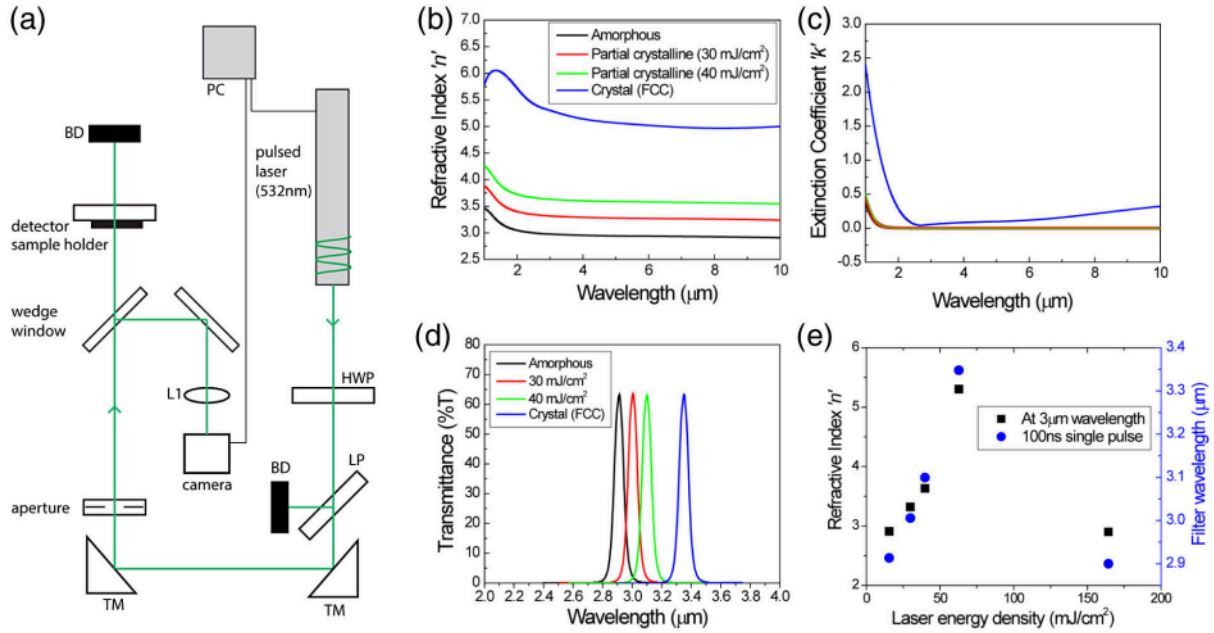 (a)
PC
BD
pulsed
laser
(532nm)
detector
sample holder
wedge
window
L1
HWP
camera
BD
LP
aperture
TM
TM
(b)
Refractive Index 'n'
7.0
6.5
6.0
5.5
5.0
4.5
4.0
3.5
3.0
2.5
Amorphous
Partial crystalline (30 mJ/cm²)
Partial crystalline (40 mJ/cm²)
Crystal (FCC)
2 4 6 8 10
Wavelength (μm)
(c)
Extinction Coefficient 'k'
3.0
2.5
2.0
1.5
1.0
0.5
0.0
-0.5
2 4 6 8 10
Wavelength (μm)
(d)
Transmittance (%T)
80
70
60
50
40
30
20
10
0
Amorphous
30 mJ/cm²
40 mJ/cm²
Crystal (FCC)
2.0 2.2 2.4 2.6 2.8 3.0 3.2 3.4 3.6 3.8 4.0
Wavelength (μm)
(e)
Refractive Index 'n'
6
5
4
3
2
At 3μm wavelength
100ns single pulse
3.4
3.3
3.2
3.1
3.0
2.9
Filter wavelength (μm)
0 50 100 150 200
Laser energy density (mJ/cm²)